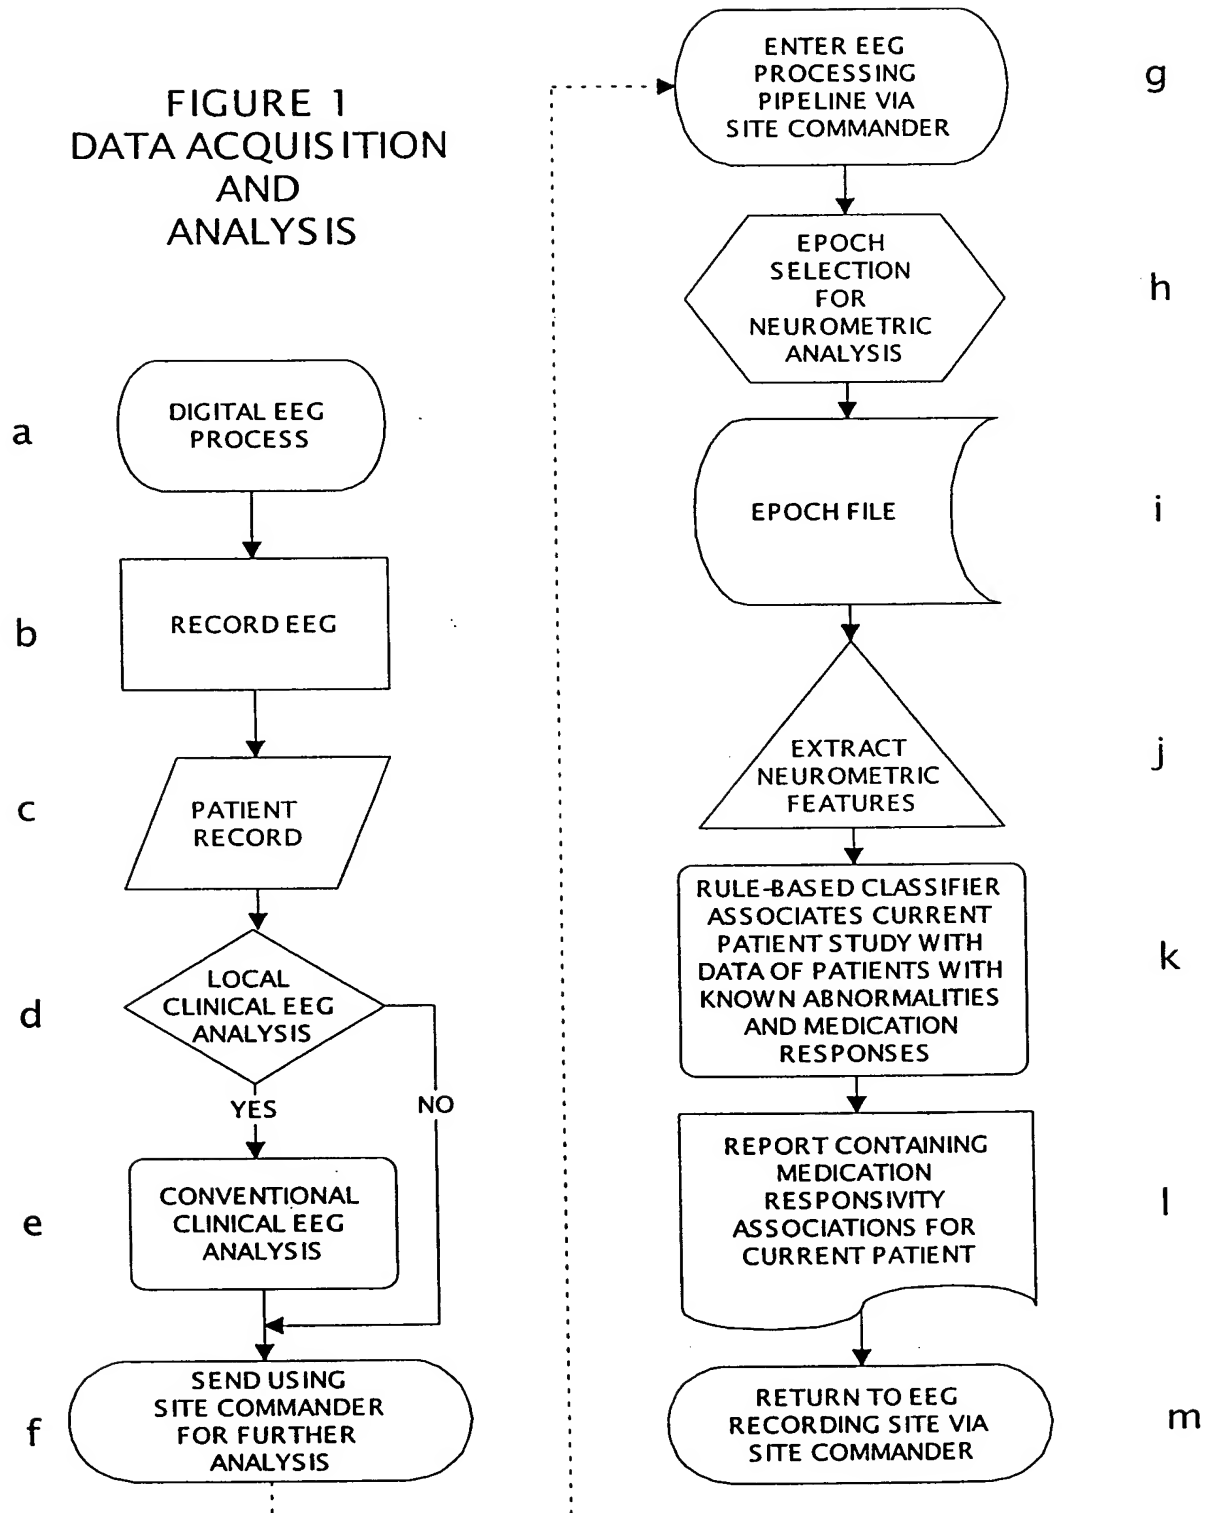 FIGURE 1
DATA ACQUISITION
AND
ANALYSIS
a
DIGITAL EEG
PROCESS
b
RECORD EEG
c
PATIENT
RECORD
d
LOCAL
CLINICAL EEG
ANALYSIS
YES
NO
e
CONVENTIONAL
CLINICAL EEG
ANALYSIS
f
SEND USING
SITE COMMANDER
FOR FURTHER
ANALYSIS
ENTER EEG
PROCESSING
PIPELINE VIA
SITE COMMANDER
g
EPOCH
SELECTION
FOR
NEUROMETRIC
ANALYSIS
h
EPOCH FILE
i
EXTRACT
NEUROMETRIC
FEATURES
j
RULE-BASED CLASSIFIER
ASSOCIATES CURRENT
PATIENT STUDY WITH
DATA OF PATIENTS WITH
KNOWN ABNORMALITIES
AND MEDICATION
RESPONSES
k
REPORT CONTAINING
MEDICATION
RESPONSIVITY
ASSOCIATIONS FOR
CURRENT PATIENT
l
RETURN TO EEG
RECORDING SITE VIA
SITE COMMANDER
m